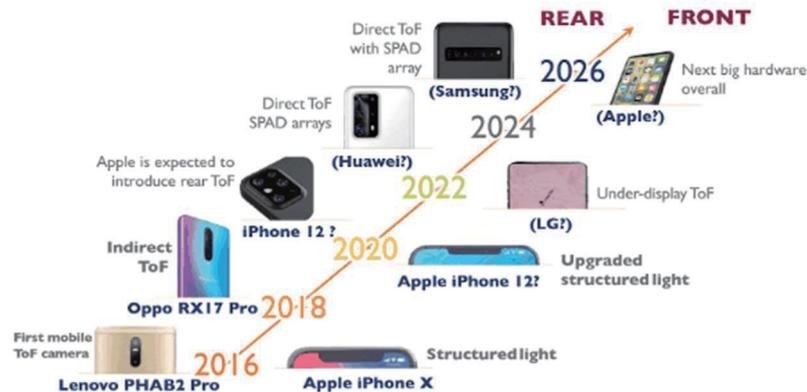 REAR
FRONT
Direct ToF
with SPAD
array
(Samsung?)
2026
Next big hardware
overall
(Apple?)
Direct ToF
SPAD arrays
(Huawei?)
2024
Apple is expected to
introduce rear ToF
iPhone 12 ?
2022
Under-display ToF
(LG?)
Indirect
ToF
Oppo RX17 Pro
2020
Apple iPhone 12?
Upgraded
structured light
2018
First mobile
ToF camera
Lenovo PHAB2 Pro
2016
Structured light
Apple iPhone X